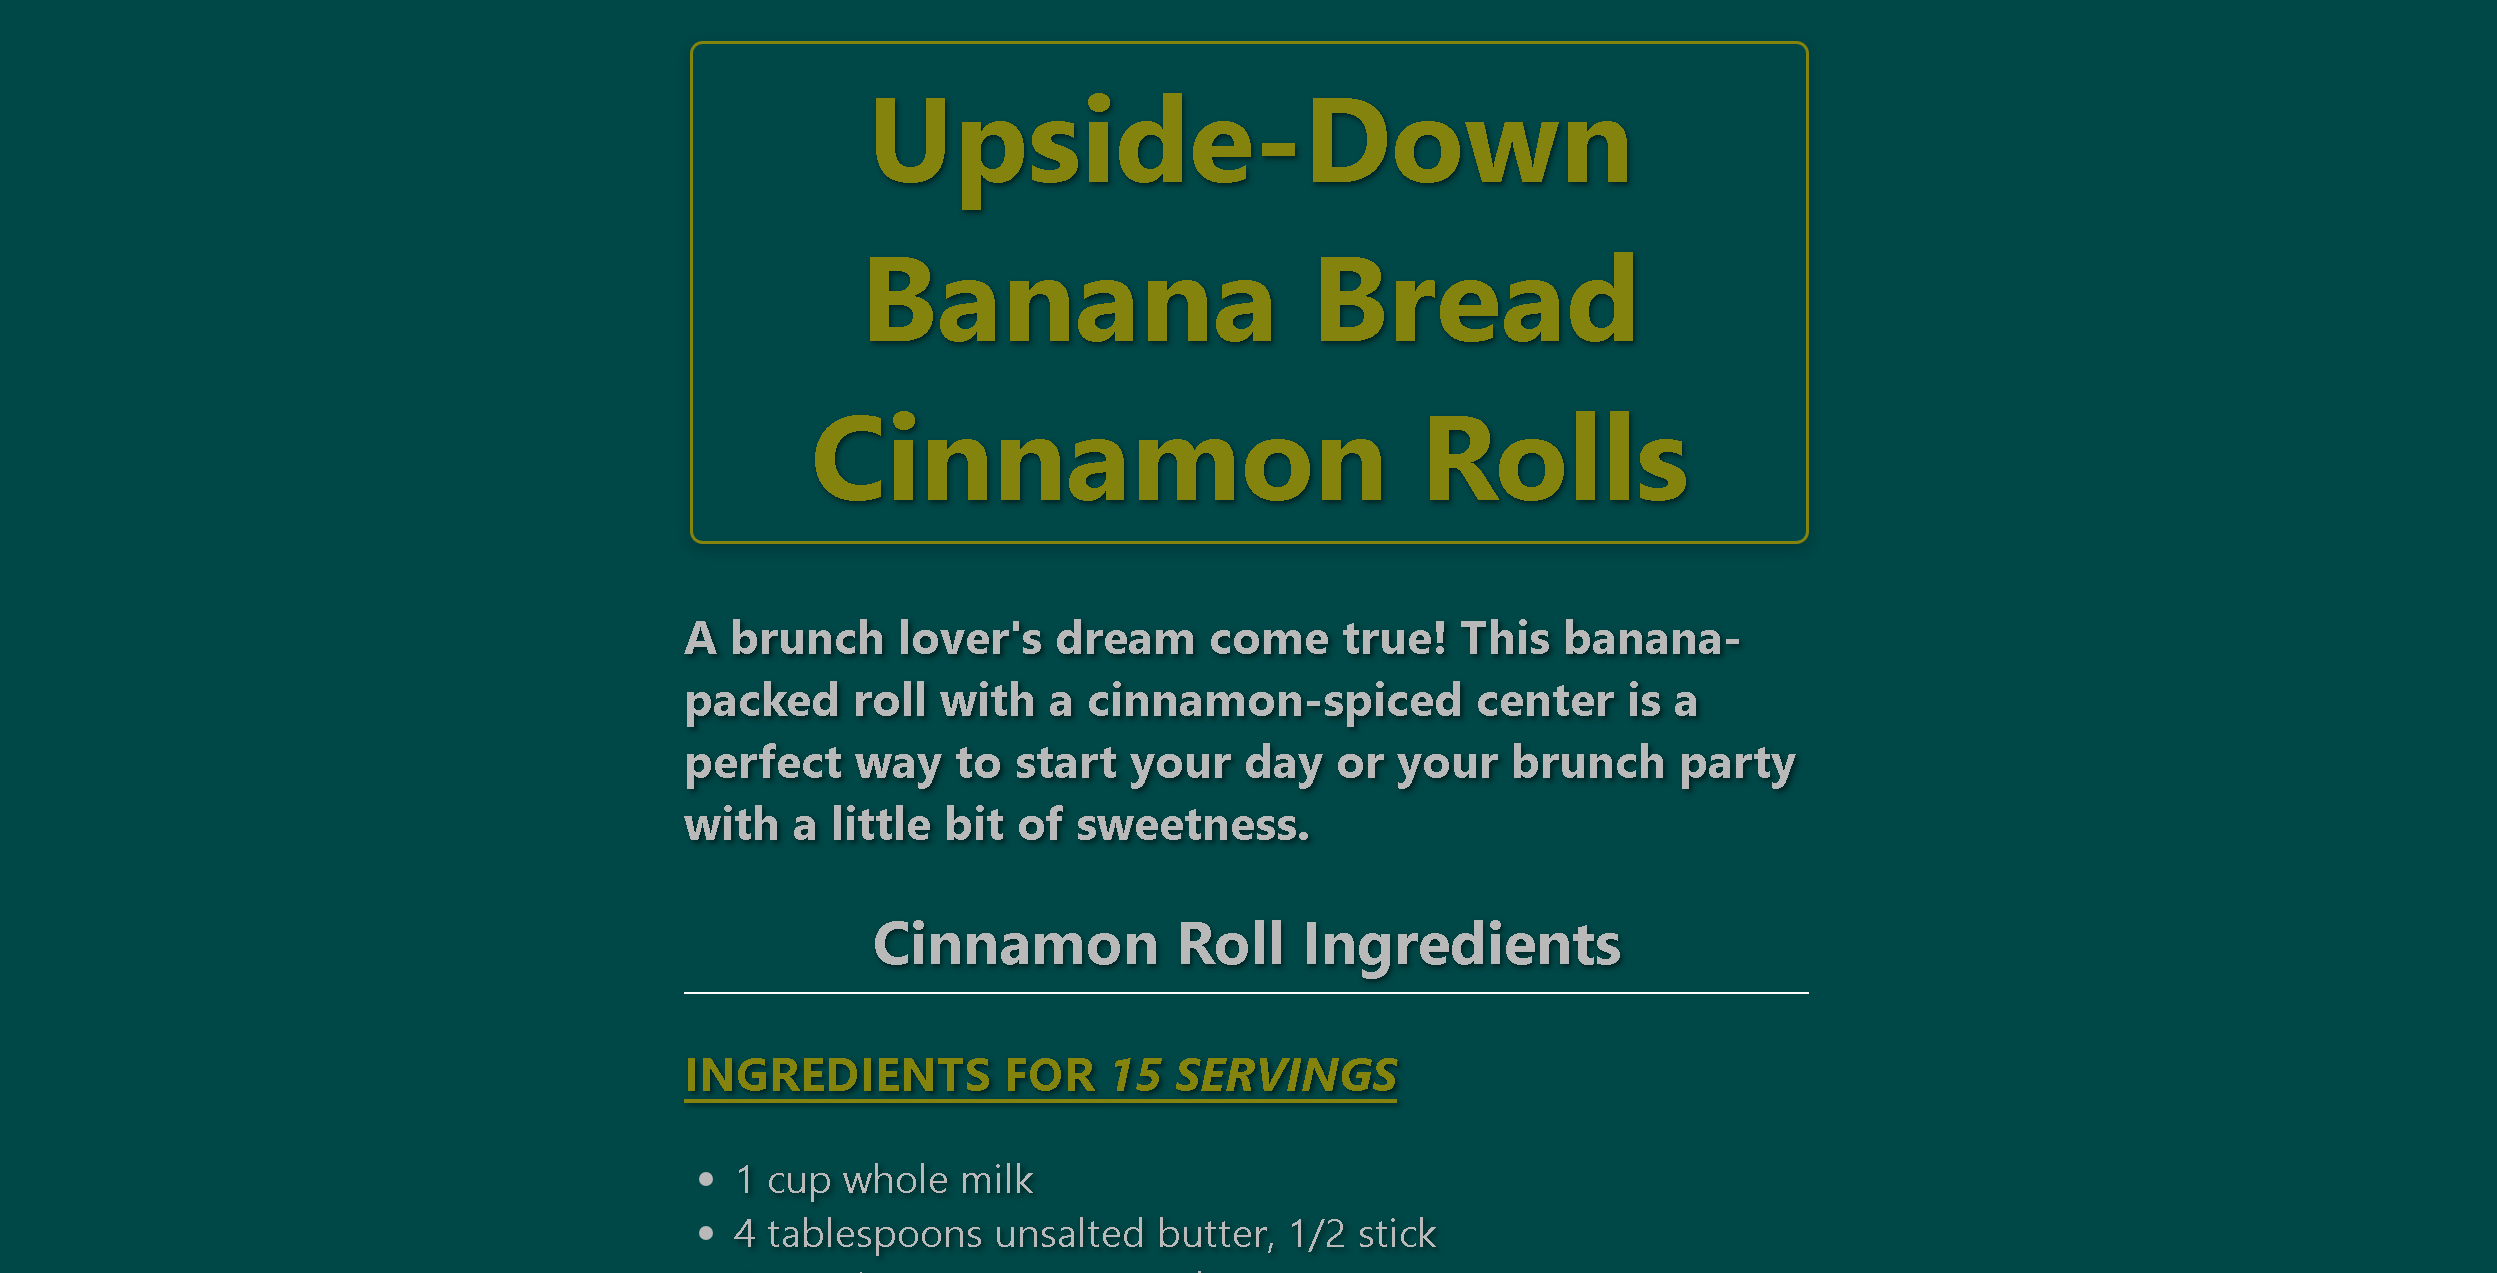 Upside-Down
Banana Bread
Cinnamon Rolls
A brunch lover's dream come true! This banana-
packed roll with a cinnamon-spiced center is a
perfect way to start your day or your brunch party
with a little bit of sweetness.
Cinnamon Roll Ingredients
INGREDIENTS FOR 15 SERVINGS
1 cup whole milk
4 tablespoons unsalted butter, 1/2 stick